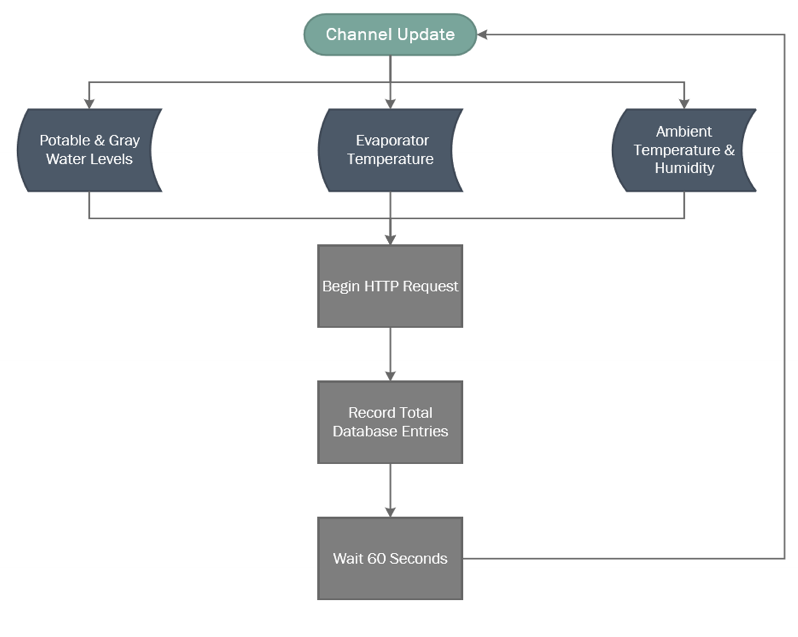 Channel Update
Potable & Gray
Water Levels
Evaporator
Temperature
Ambient
Temperature &
Humidity
Begin HTTP Request
Record Total
Database Entries
Wait 60 Seconds